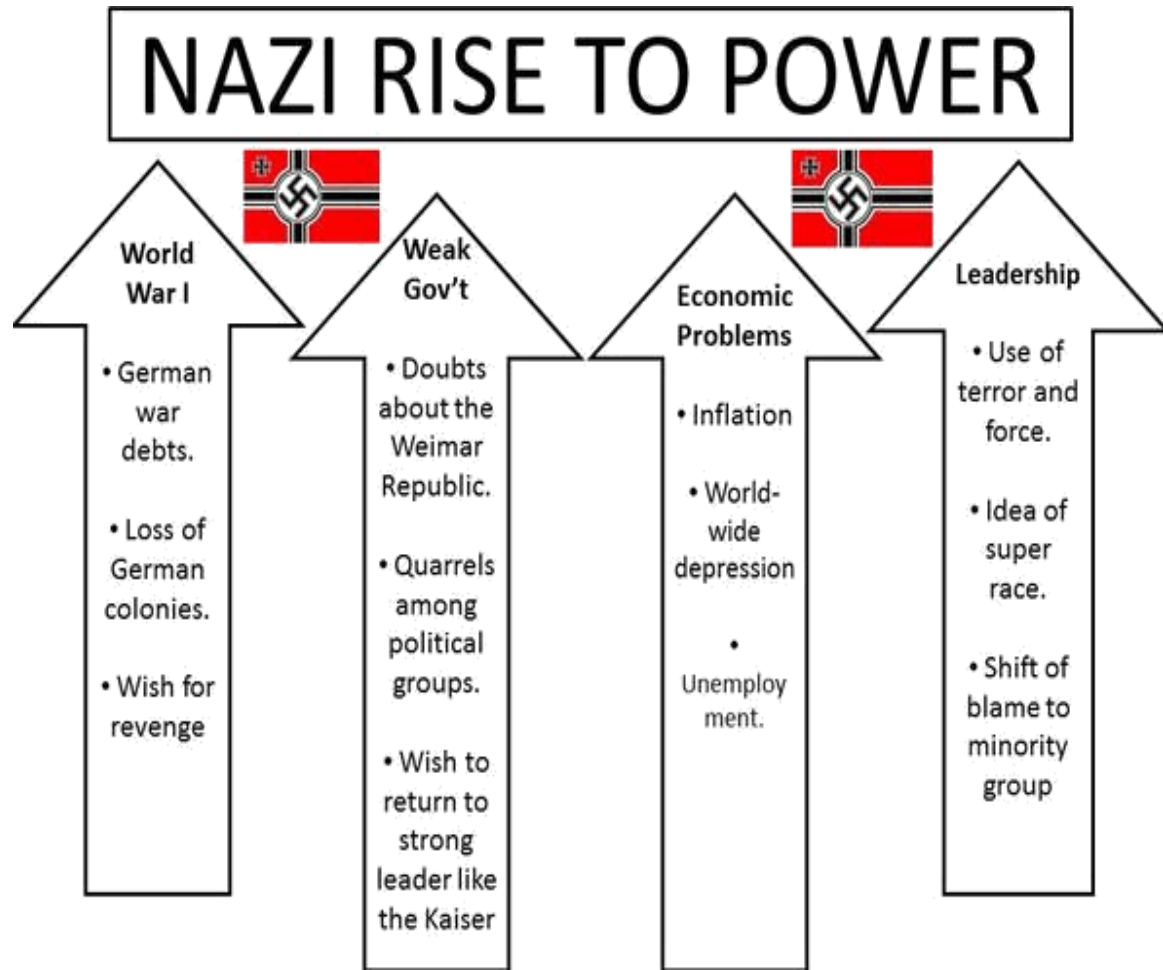 NAZI RISE TO POWER
World
War I
• German
war
debts.
• Loss of
German
colonies.
• Wish for
revenge
Weak
Gov't
• Doubts
about the
Weimar
Republic.
• Quarrels
among
political
groups.
• Wish to
return to
strong
leader like
the Kaiser
Economic
Problems
• Inflation
• World-
wide
depression
•
Unemploy
ment.
Leadership
• Use of
terror and
force.
• Idea of
super
race.
• Shift of
blame to
minority
group